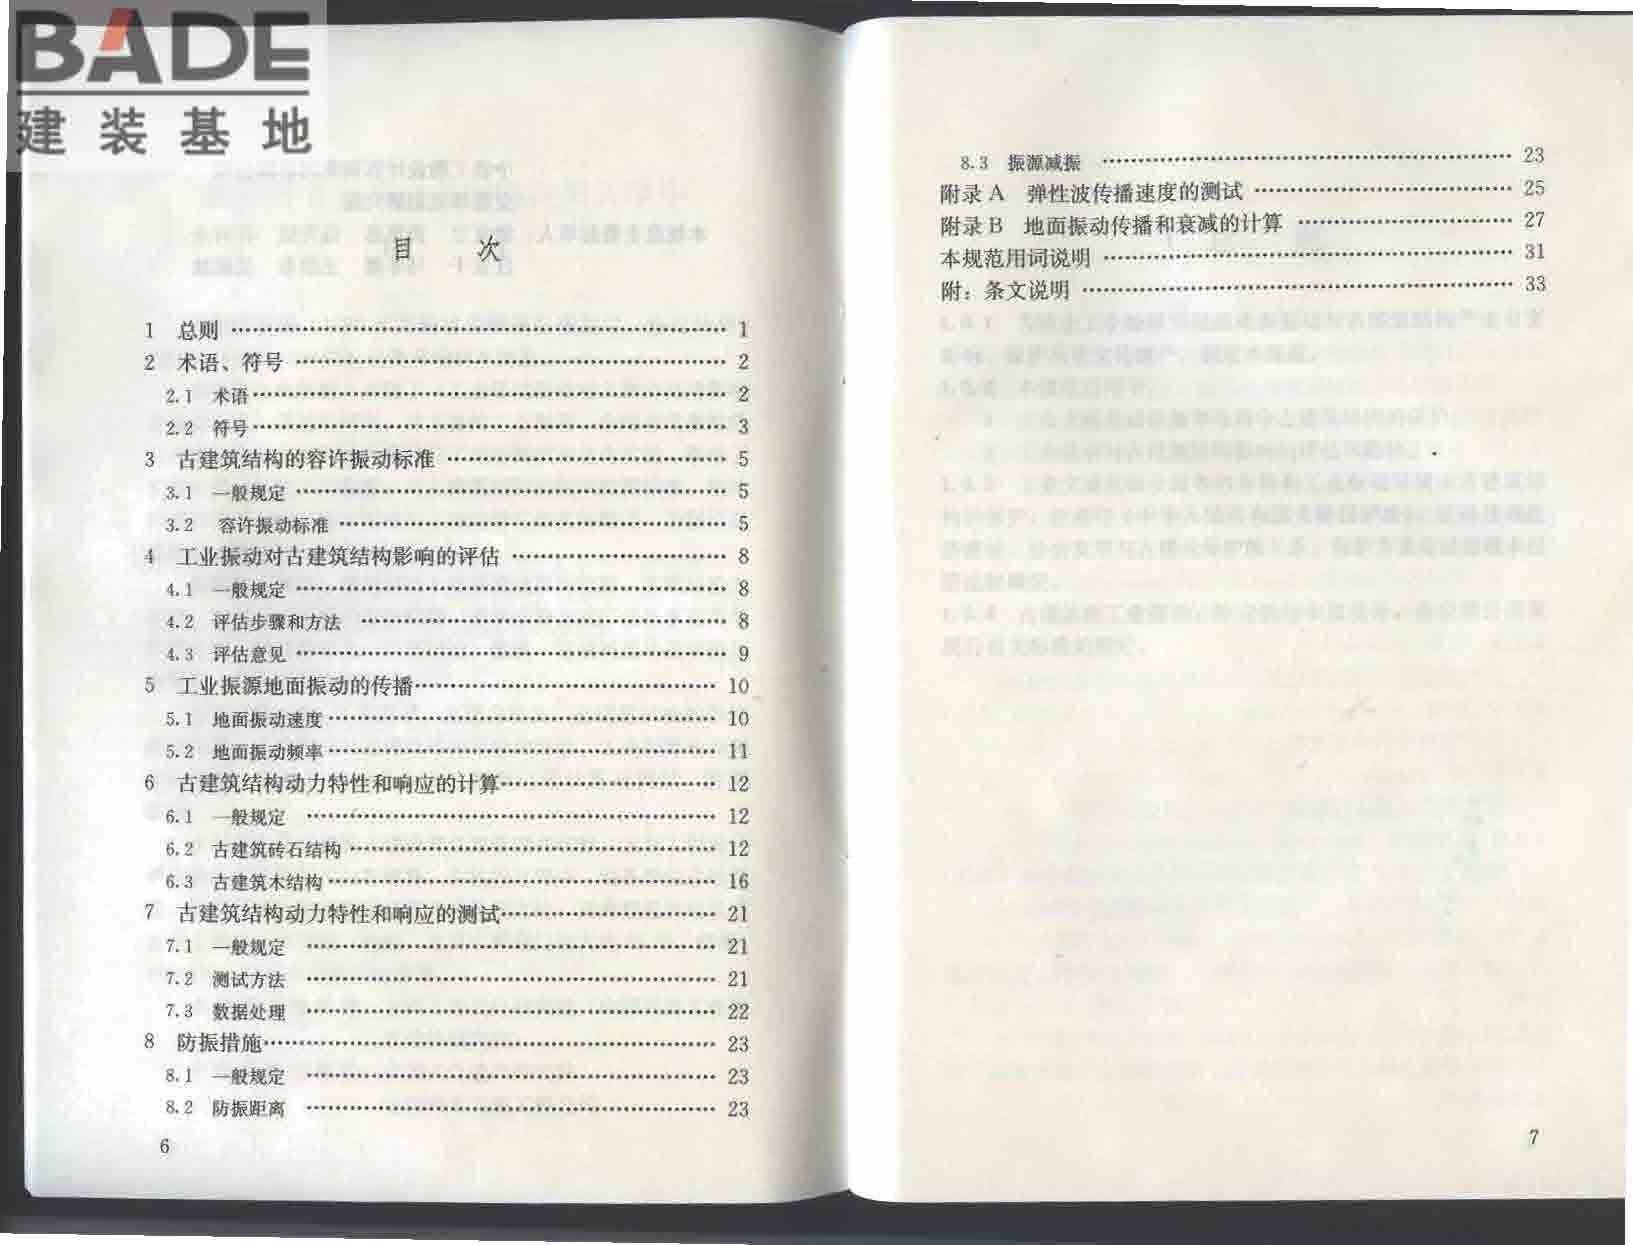 BADE
建装基地
目 次
1 总则 …… 1
2 术语、符号 …… 2
2.1 术语 …… 2
2.2 符号 …… 3
3 古建筑结构的容许振动标准 …… 5
3.1 一般规定 …… 5
3.2 容许振动标准 …… 5
4 工业振动对古建筑结构影响的评估 …… 8
4.1 一般规定 …… 8
4.2 评估步骤和方法 …… 8
4.3 评估意见 …… 9
5 工业振源地面振动的传播 …… 10
5.1 地面振动速度 …… 10
5.2 地面振动频率 …… 11
6 古建筑结构动力特性和响应的计算 …… 12
6.1 一般规定 …… 12
6.2 古建筑砖石结构 …… 12
6.3 古建筑木结构 …… 16
7 古建筑结构动力特性和响应的测试 …… 21
7.1 一般规定 …… 21
7.2 测试方法 …… 21
7.3 数据处理 …… 22
8 防振措施 …… 23
8.1 一般规定 …… 23
8.2 防振距离 …… 23
6
8.3 振源减振 …… 23
附录A 弹性波传播速度的测试 …… 25
附录B 地面振动传播和衰减的计算 …… 27
本规范用词说明 …… 31
附：条文说明 …… 33
7